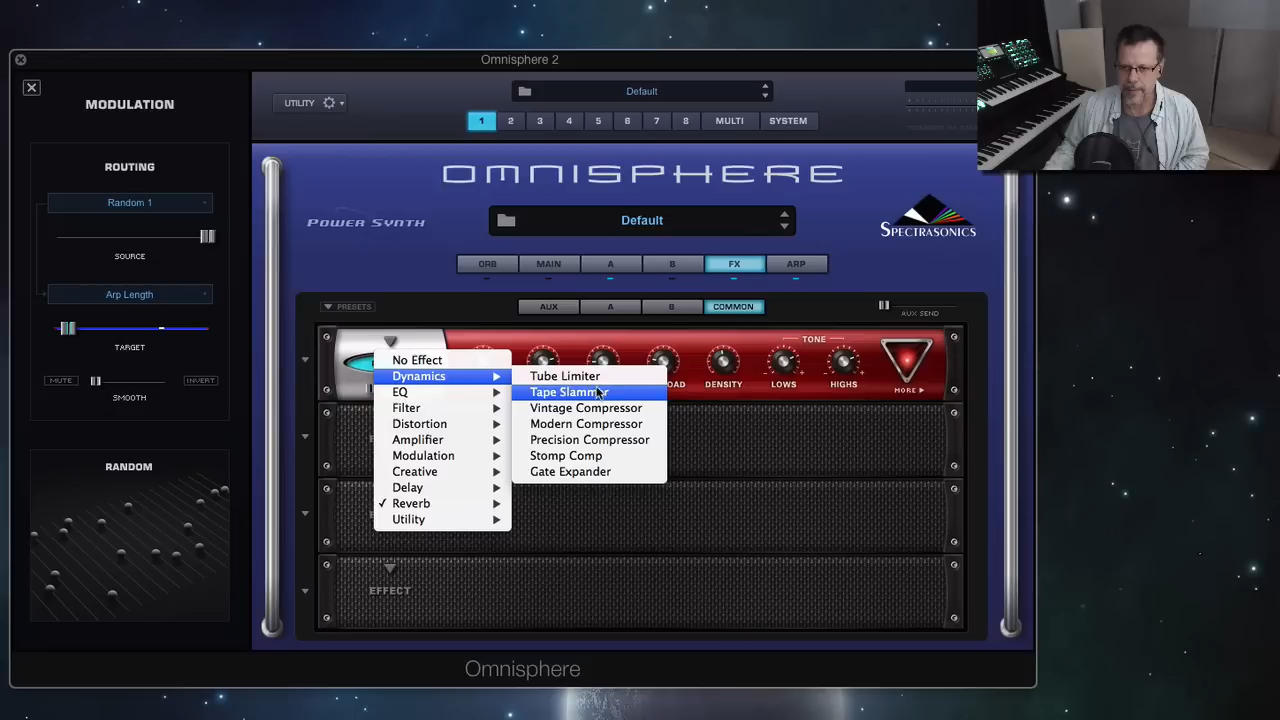 Omnisphere 2
MODULATION
UTILITY
Default
1 2 3 4 5 6 7 8 MULTI SYSTEM
ROUTING
OMNISPHERE
Random 1
POWER SYNTH
Default
SPECTRASONICS
SOURCE
ORB MAIN A B FX ARP
Arp Length
PRESETS
AUX A B COMMON
AUX SEND
TARGET
TONE
MUTE
INVERT
SMOOTH
DENSITY
LOWS
HIGHS
MORE
No Effect
Dynamics
EQ
Filter
Distortion
Amplifier
Modulation
Creative
Delay
Reverb
Utility
Tube Limiter
Tape Slammer
Vintage Compressor
Modern Compressor
Precision Compressor
Stomp Comp
Gate Expander
RANDOM
EFFECT
Omnisphere